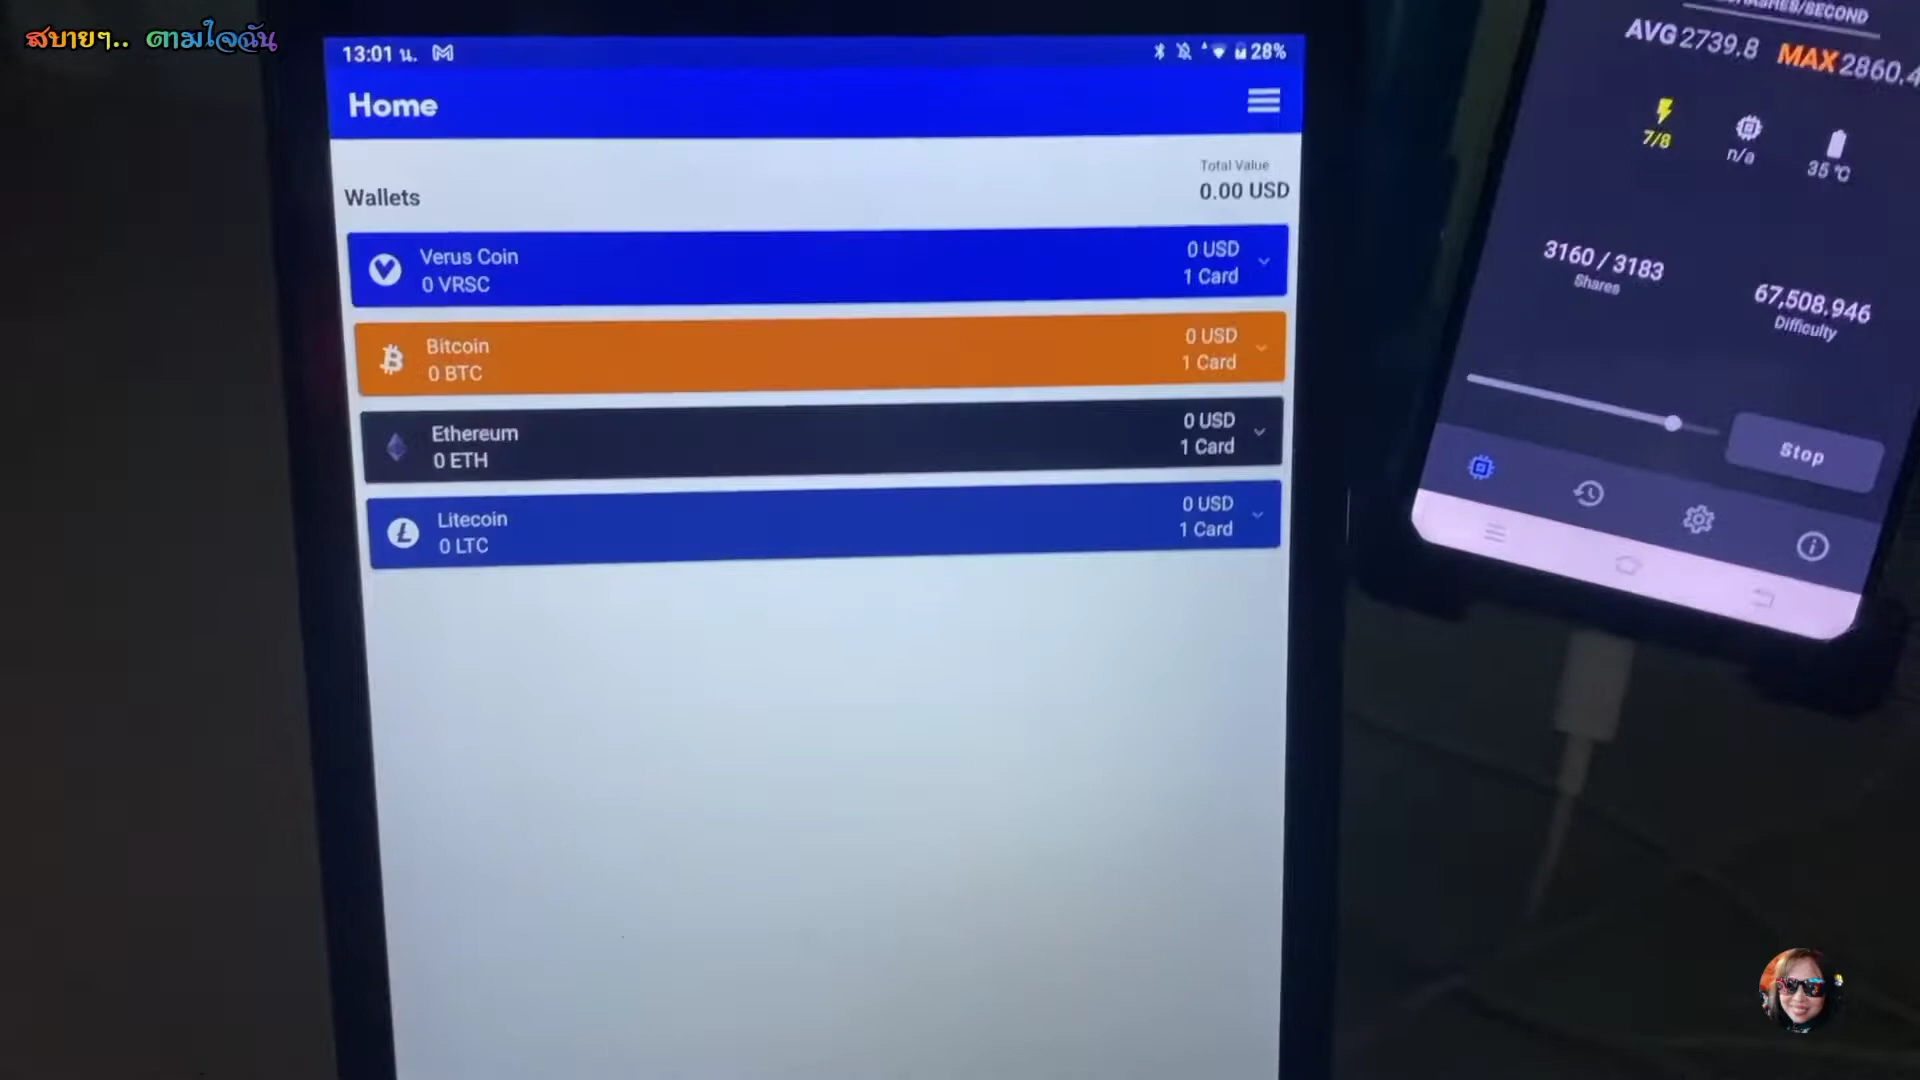 สบายๆ.. ตามใจฉัน
13:01 น.
28%
Home
Total Value
0.00 USD
Wallets
Verus Coin
0 VRSC
0 USD
1 Card
Bitcoin
0 BTC
0 USD
1 Card
Ethereum
0 ETH
0 USD
1 Card
Litecoin
0 LTC
0 USD
1 Card
AVG 2739.8 MAX 2860.4
7/8
n/a
35 °C
3160 / 3183
Shares
67,508.946
Difficulty
Stop